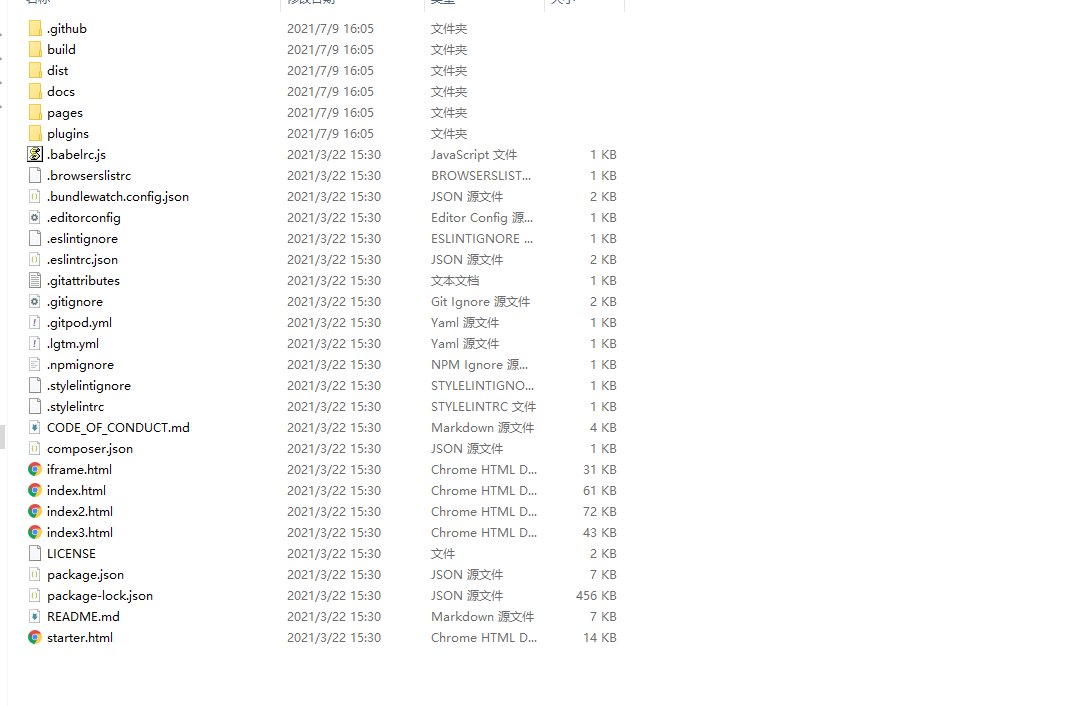 名称 修改日期 类型 大小
.github 2021/7/9 16:05 文件夹
build 2021/7/9 16:05 文件夹
dist 2021/7/9 16:05 文件夹
docs 2021/7/9 16:05 文件夹
pages 2021/7/9 16:05 文件夹
plugins 2021/7/9 16:05 文件夹
.babelrc.js 2021/3/22 15:30 JavaScript 文件 1 KB
.browserslistrc 2021/3/22 15:30 BROWSERSLIST... 1 KB
.bundlewatch.config.json 2021/3/22 15:30 JSON 源文件 2 KB
.editorconfig 2021/3/22 15:30 Editor Config 源... 1 KB
.eslintignore 2021/3/22 15:30 ESLINTIGNORE ... 1 KB
.eslintrc.json 2021/3/22 15:30 JSON 源文件 2 KB
.gitattributes 2021/3/22 15:30 文本文档 1 KB
.gitignore 2021/3/22 15:30 Git Ignore 源文件 2 KB
.gitpod.yml 2021/3/22 15:30 Yaml 源文件 1 KB
.lgtm.yml 2021/3/22 15:30 Yaml 源文件 1 KB
.npmignore 2021/3/22 15:30 NPM Ignore 源... 1 KB
.stylelintignore 2021/3/22 15:30 STYLELINTIGNO... 1 KB
.stylelintrc 2021/3/22 15:30 STYLELINTRC 文件 1 KB
CODE_OF_CONDUCT.md 2021/3/22 15:30 Markdown 源文件 4 KB
composer.json 2021/3/22 15:30 JSON 源文件 1 KB
iframe.html 2021/3/22 15:30 Chrome HTML D... 31 KB
index.html 2021/3/22 15:30 Chrome HTML D... 61 KB
index2.html 2021/3/22 15:30 Chrome HTML D... 72 KB
index3.html 2021/3/22 15:30 Chrome HTML D... 43 KB
LICENSE 2021/3/22 15:30 文件 2 KB
package.json 2021/3/22 15:30 JSON 源文件 7 KB
package-lock.json 2021/3/22 15:30 JSON 源文件 456 KB
README.md 2021/3/22 15:30 Markdown 源文件 7 KB
starter.html 2021/3/22 15:30 Chrome HTML D... 14 KB